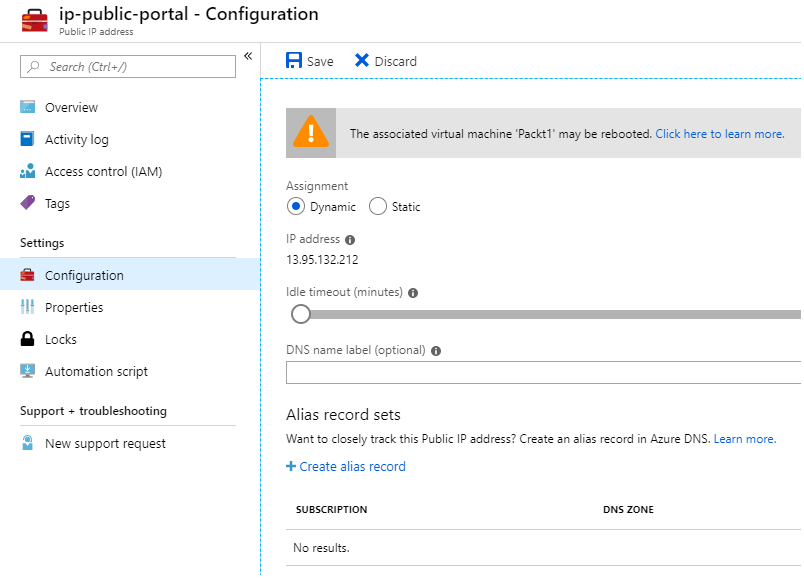 ip-public-portal - Configuration
Public IP address
Search (Ctrl+/)
«
Overview
Activity log
Access control (IAM)
Tags
Settings
Configuration
Properties
Locks
Automation script
Support + troubleshooting
New support request
Save Discard
The associated virtual machine 'Packt1' may be rebooted. Click here to learn more.
Assignment
Dynamic Static
IP address
13.95.132.212
Idle timeout (minutes)
DNS name label (optional)
Alias record sets
Want to closely track this Public IP address? Create an alias record in Azure DNS. Learn more.
+ Create alias record
SUBSCRIPTION DNS ZONE
No results.